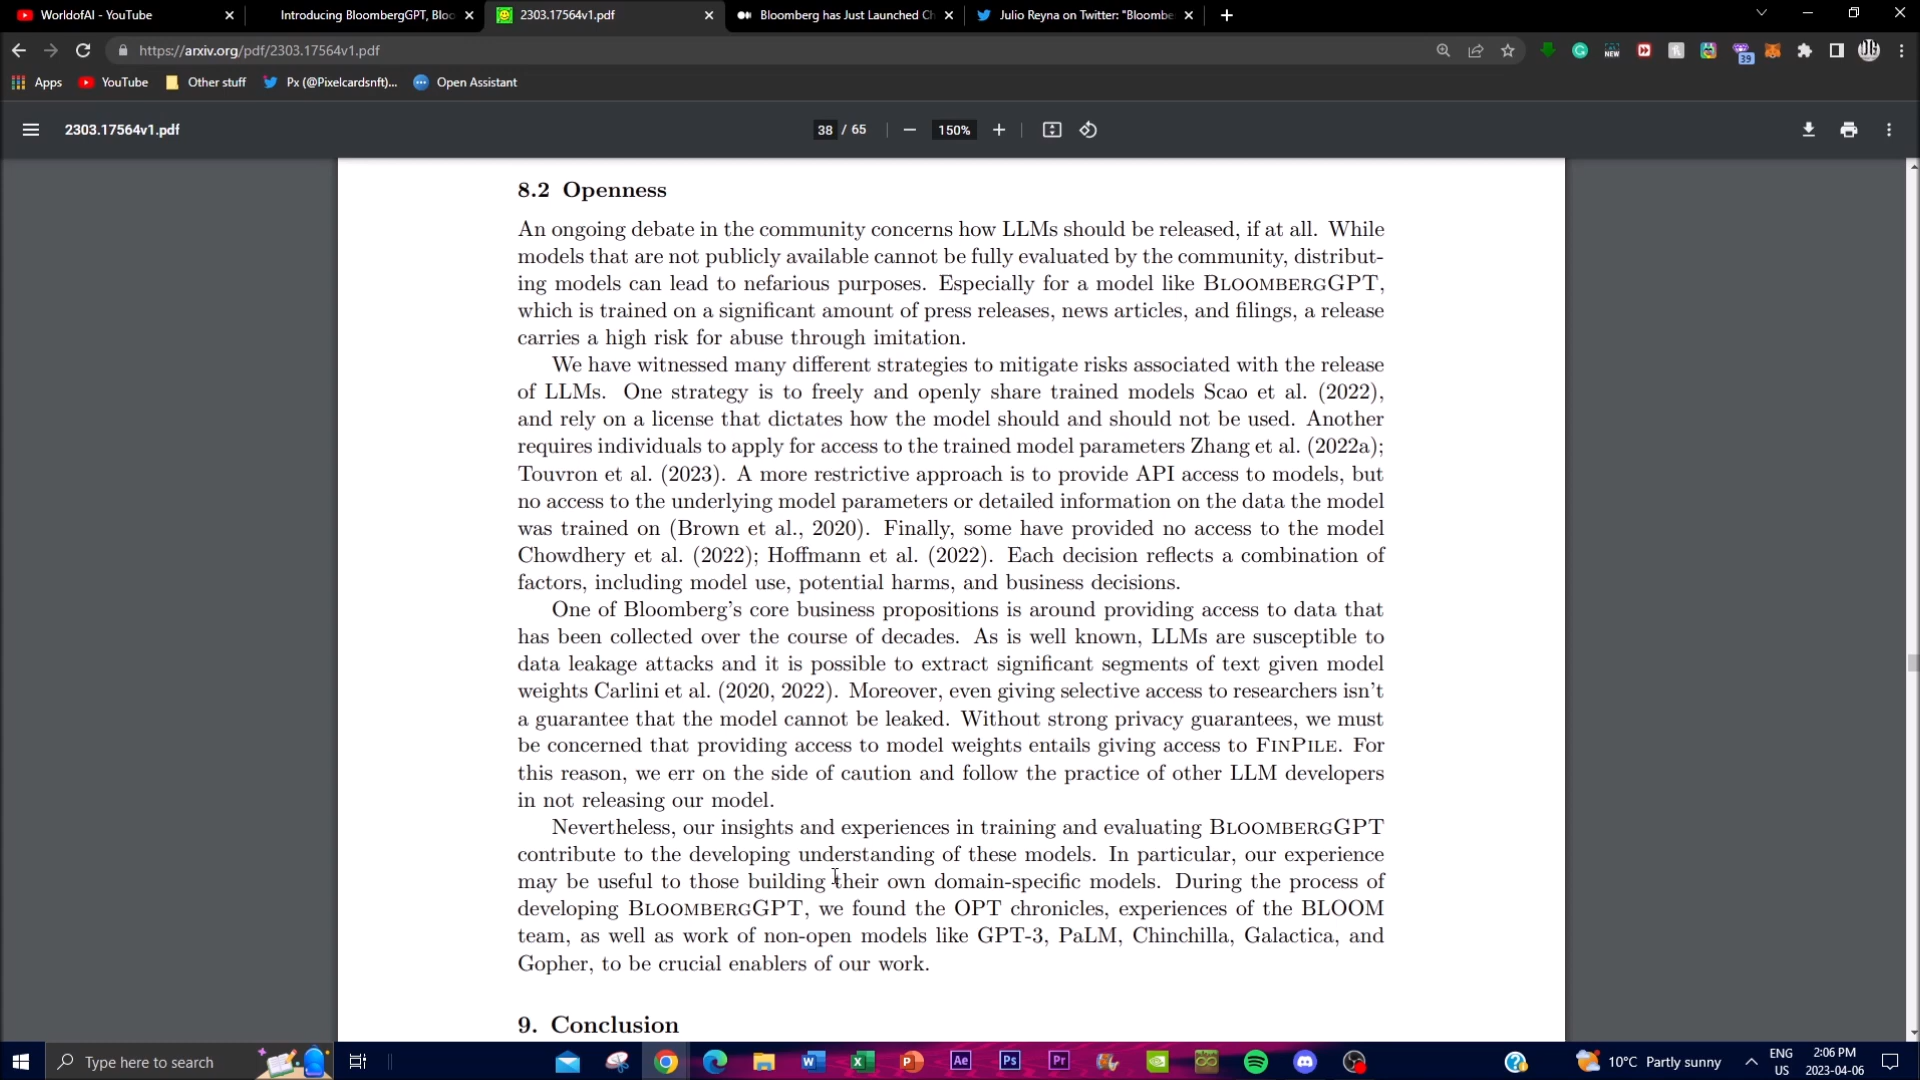 WorldofAI - YouTube
Introducing BloombergGPT, Bloo
2303.17564v1.pdf
Bloomberg has Just Launched Ch
Julio Reyna on Twitter: "Bloombe
https://arxiv.org/pdf/2303.17564v1.pdf
NEW
39
Apps
YouTube
Other stuff
Px (@Pixelcardsnft)...
Open Assistant
2303.17564v1.pdf
38 / 65
150%
8.2 Openness
An ongoing debate in the community concerns how LLMs should be released, if at all. While
models that are not publicly available cannot be fully evaluated by the community, distribut-
ing models can lead to nefarious purposes. Especially for a model like BLOOMBERGGPT,
which is trained on a significant amount of press releases, news articles, and filings, a release
carries a high risk for abuse through imitation.
We have witnessed many different strategies to mitigate risks associated with the release
of LLMs. One strategy is to freely and openly share trained models Scao et al. (2022),
and rely on a license that dictates how the model should and should not be used. Another
requires individuals to apply for access to the trained model parameters Zhang et al. (2022a);
Touvron et al. (2023). A more restrictive approach is to provide API access to models, but
no access to the underlying model parameters or detailed information on the data the model
was trained on (Brown et al., 2020). Finally, some have provided no access to the model
Chowdhery et al. (2022); Hoffmann et al. (2022). Each decision reflects a combination of
factors, including model use, potential harms, and business decisions.
One of Bloomberg's core business propositions is around providing access to data that
has been collected over the course of decades. As is well known, LLMs are susceptible to
data leakage attacks and it is possible to extract significant segments of text given model
weights Carlini et al. (2020, 2022). Moreover, even giving selective access to researchers isn't
a guarantee that the model cannot be leaked. Without strong privacy guarantees, we must
be concerned that providing access to model weights entails giving access to FINPILE. For
this reason, we err on the side of caution and follow the practice of other LLM developers
in not releasing our model.
Nevertheless, our insights and experiences in training and evaluating BLOOMBERGGPT
contribute to the developing understanding of these models. In particular, our experience
may be useful to those building their own domain-specific models. During the process of
developing BLOOMBERGGPT, we found the OPT chronicles, experiences of the BLOOM
team, as well as work of non-open models like GPT-3, PaLM, Chinchilla, Galactica, and
Gopher, to be crucial enablers of our work.
9. Conclusion
Type here to search
Ae
Ps
Pr
10°C Partly sunny
ENG
US
2:06 PM
2023-04-06